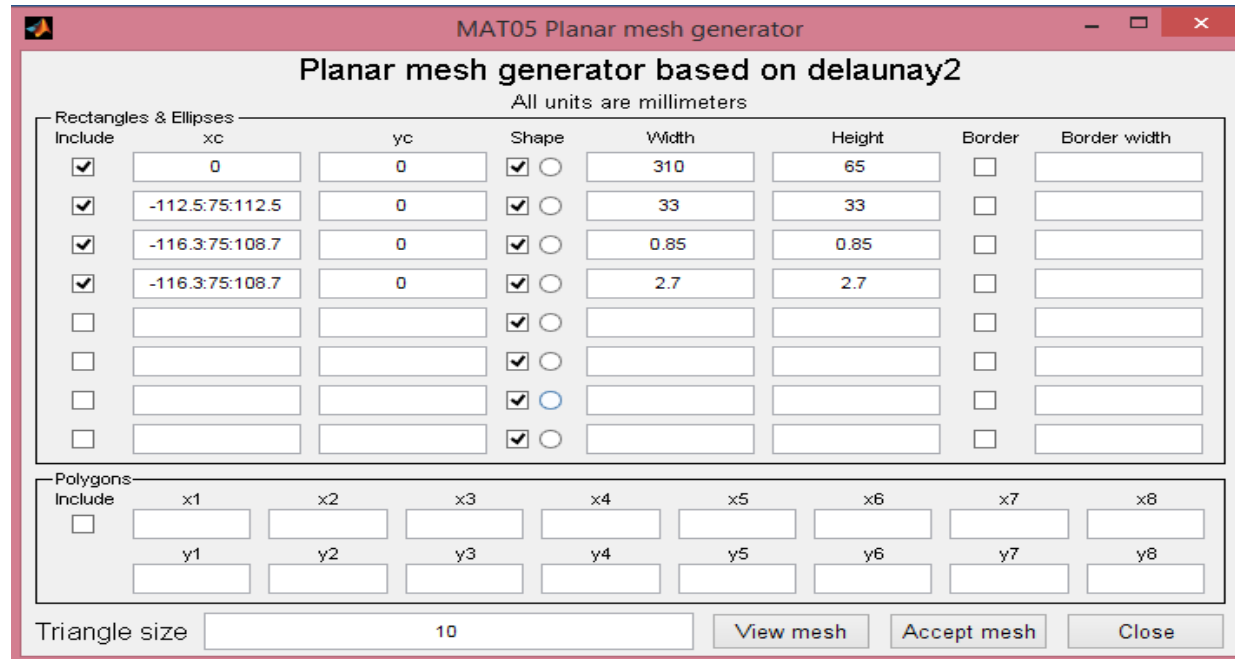 MAT05 Planar mesh generator
Planar mesh generator based on delaunay2
All units are millimeters
Rectangles & Ellipses
Include xc yc Shape Width Height Border Border width
0 0 310 65
-112.5:75:112.5 0 33 33
-116.3:75:108.7 0 0.85 0.85
-116.3:75:108.7 0 2.7 2.7
Polygons
Include x1 x2 x3 x4 x5 x6 x7 x8
y1 y2 y3 y4 y5 y6 y7 y8
Triangle size 10 View mesh Accept mesh Close